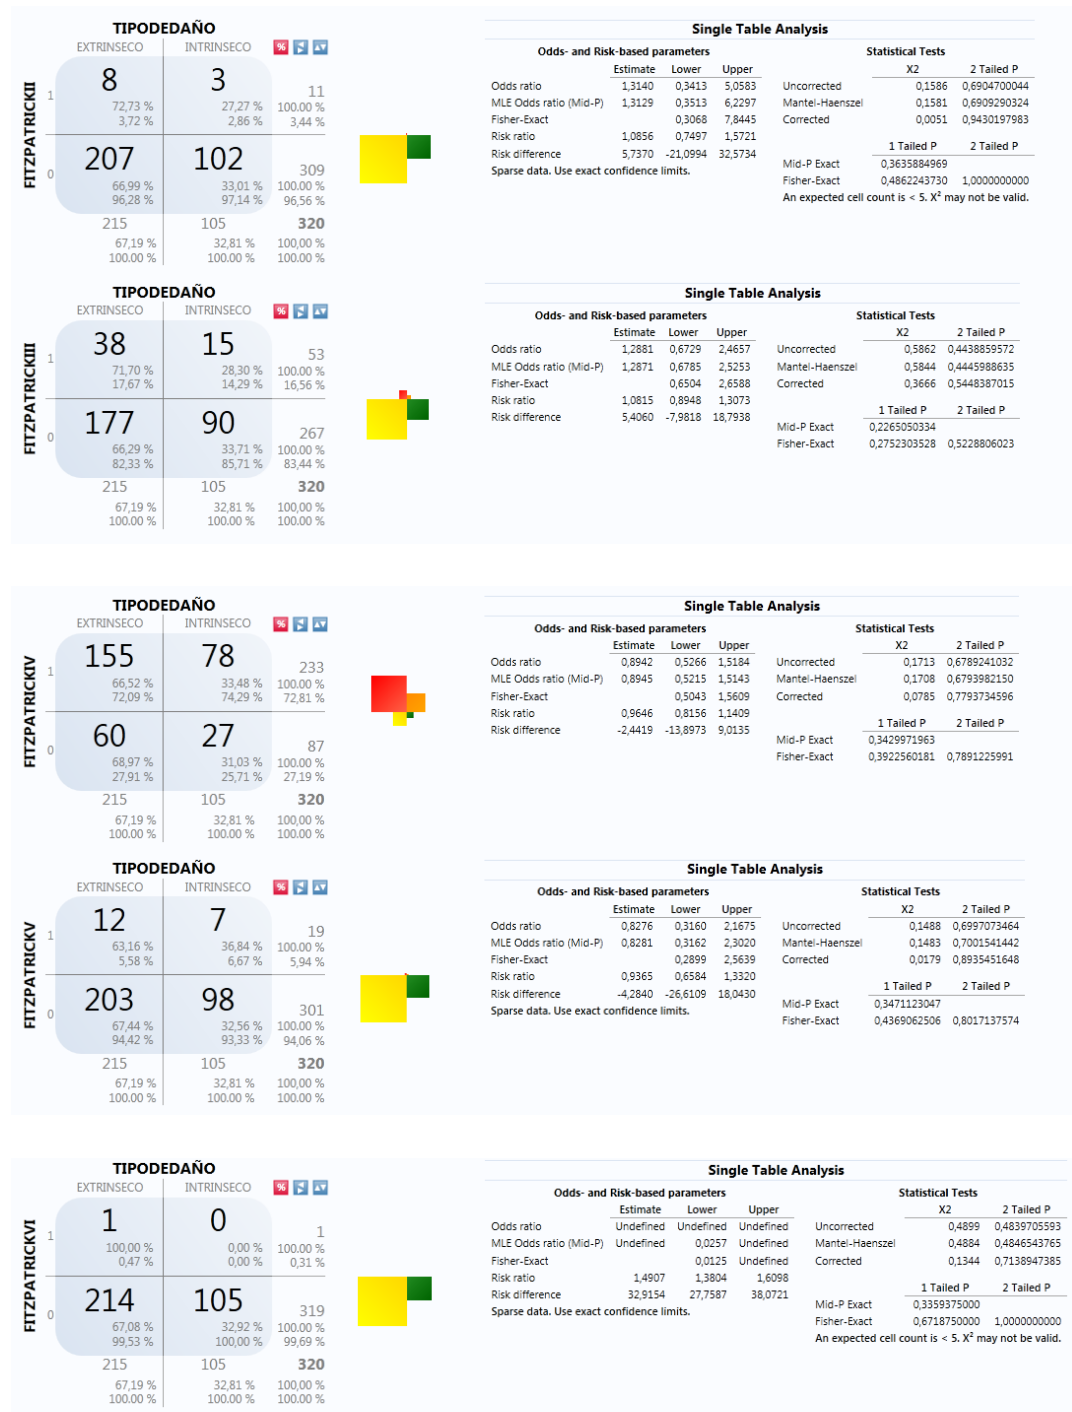 TIPODEDAÑO
EXTRINSECO INTRINSECO % 
FITZPATRICKII
1 8 3 11
72,73 % 27,27 % 100.00 %
3,72 % 2,86 % 3,44 %
0 207 102 309
66,99 % 33,01 % 100.00 %
96,28 % 97,14 % 96,56 %
215 105 320
67,19 % 32,81 % 100,00 %
100.00 % 100.00 % 100.00 %
Single Table Analysis
Odds- and Risk-based parameters
Estimate Lower Upper
Odds ratio 1,3140 0,3413 5,0583
MLE Odds ratio (Mid-P) 1,3129 0,3513 6,2297
Fisher-Exact 0,3068 7,8445
Risk ratio 1,0856 0,7497 1,5721
Risk difference 5,7370 -21,0994 32,5734
Sparse data. Use exact confidence limits.
Statistical Tests
X2 2 Tailed P
Uncorrected 0,1586 0,6904700044
Mantel-Haenszel 0,1581 0,6909290324
Corrected 0,0051 0,9430197983
1 Tailed P 2 Tailed P
Mid-P Exact 0,3635884969
Fisher-Exact 0,4862243730 1,0000000000
An expected cell count is < 5. X² may not be valid.
TIPODEDAÑO
EXTRINSECO INTRINSECO %
FITZPATRICKIII
1 38 15 53
71,70 % 28,30 % 100.00 %
17,67 % 14,29 % 16,56 %
0 177 90 267
66,29 % 33,71 % 100.00 %
82,33 % 85,71 % 83,44 %
215 105 320
67,19 % 32,81 % 100,00 %
100.00 % 100.00 % 100.00 %
Single Table Analysis
Odds- and Risk-based parameters
Estimate Lower Upper
Odds ratio 1,2881 0,6729 2,4657
MLE Odds ratio (Mid-P) 1,2871 0,6785 2,5253
Fisher-Exact 0,6504 2,6588
Risk ratio 1,0815 0,8948 1,3073
Risk difference 5,4060 -7,9818 18,7938
Statistical Tests
X2 2 Tailed P
Uncorrected 0,5862 0,4438859572
Mantel-Haenszel 0,5844 0,4445988635
Corrected 0,3666 0,5448387015
1 Tailed P 2 Tailed P
Mid-P Exact 0,2265050334
Fisher-Exact 0,2752303528 0,5228806023
TIPODEDAÑO
EXTRINSECO INTRINSECO %
FITZPATRICKIV
1 155 78 233
66,52 % 33,48 % 100.00 %
72,09 % 74,29 % 72,81 %
0 60 27 87
68,97 % 31,03 % 100.00 %
27,91 % 25,71 % 27,19 %
215 105 320
67,19 % 32,81 % 100,00 %
100.00 % 100.00 % 100.00 %
Single Table Analysis
Odds- and Risk-based parameters
Estimate Lower Upper
Odds ratio 0,8942 0,5266 1,5184
MLE Odds ratio (Mid-P) 0,8945 0,5215 1,5143
Fisher-Exact 0,5043 1,5609
Risk ratio 0,9646 0,8156 1,1409
Risk difference -2,4419 -13,8973 9,0135
Statistical Tests
X2 2 Tailed P
Uncorrected 0,1713 0,6789241032
Mantel-Haenszel 0,1708 0,6793982150
Corrected 0,0785 0,7793734596
1 Tailed P 2 Tailed P
Mid-P Exact 0,3429971963
Fisher-Exact 0,3922560181 0,7891225991
TIPODEDAÑO
EXTRINSECO INTRINSECO %
FITZPATRICKV
1 12 7 19
63,16 % 36,84 % 100.00 %
5,58 % 6,67 % 5,94 %
0 203 98 301
67,44 % 32,56 % 100.00 %
94,42 % 93,33 % 94,06 %
215 105 320
67,19 % 32,81 % 100,00 %
100.00 % 100.00 % 100.00 %
Single Table Analysis
Odds- and Risk-based parameters
Estimate Lower Upper
Odds ratio 0,8276 0,3160 2,1675
MLE Odds ratio (Mid-P) 0,8281 0,3162 2,3020
Fisher-Exact 0,2899 2,5639
Risk ratio 0,9365 0,6584 1,3320
Risk difference -4,2840 -26,6109 18,0430
Sparse data. Use exact confidence limits.
Statistical Tests
X2 2 Tailed P
Uncorrected 0,1488 0,6997073464
Mantel-Haenszel 0,1483 0,7001541442
Corrected 0,0179 0,8935451648
1 Tailed P 2 Tailed P
Mid-P Exact 0,3471123047
Fisher-Exact 0,4369062506 0,8017137574
TIPODEDAÑO
EXTRINSECO INTRINSECO %
FITZPATRICKVI
1 1 0 1
100,00 % 0,00 % 100.00 %
0,47 % 0,00 % 0,31 %
0 214 105 319
67,08 % 32,92 % 100.00 %
99,53 % 100,00 % 99,69 %
215 105 320
67,19 % 32,81 % 100,00 %
100.00 % 100.00 % 100.00 %
Single Table Analysis
Odds- and Risk-based parameters
Estimate Lower Upper
Odds ratio Undefined Undefined Undefined
MLE Odds ratio (Mid-P) Undefined 0,0257 Undefined
Fisher-Exact 0,0125 Undefined
Risk ratio 1,4907 1,3804 1,6098
Risk difference 32,9154 27,7587 38,0721
Sparse data. Use exact confidence limits.
Statistical Tests
X2 2 Tailed P
Uncorrected 0,4899 0,4839705593
Mantel-Haenszel 0,4884 0,4846543765
Corrected 0,1344 0,7138947385
1 Tailed P 2 Tailed P
Mid-P Exact 0,3359375000
Fisher-Exact 0,6718750000 1,0000000000
An expected cell count is < 5. X² may not be valid.